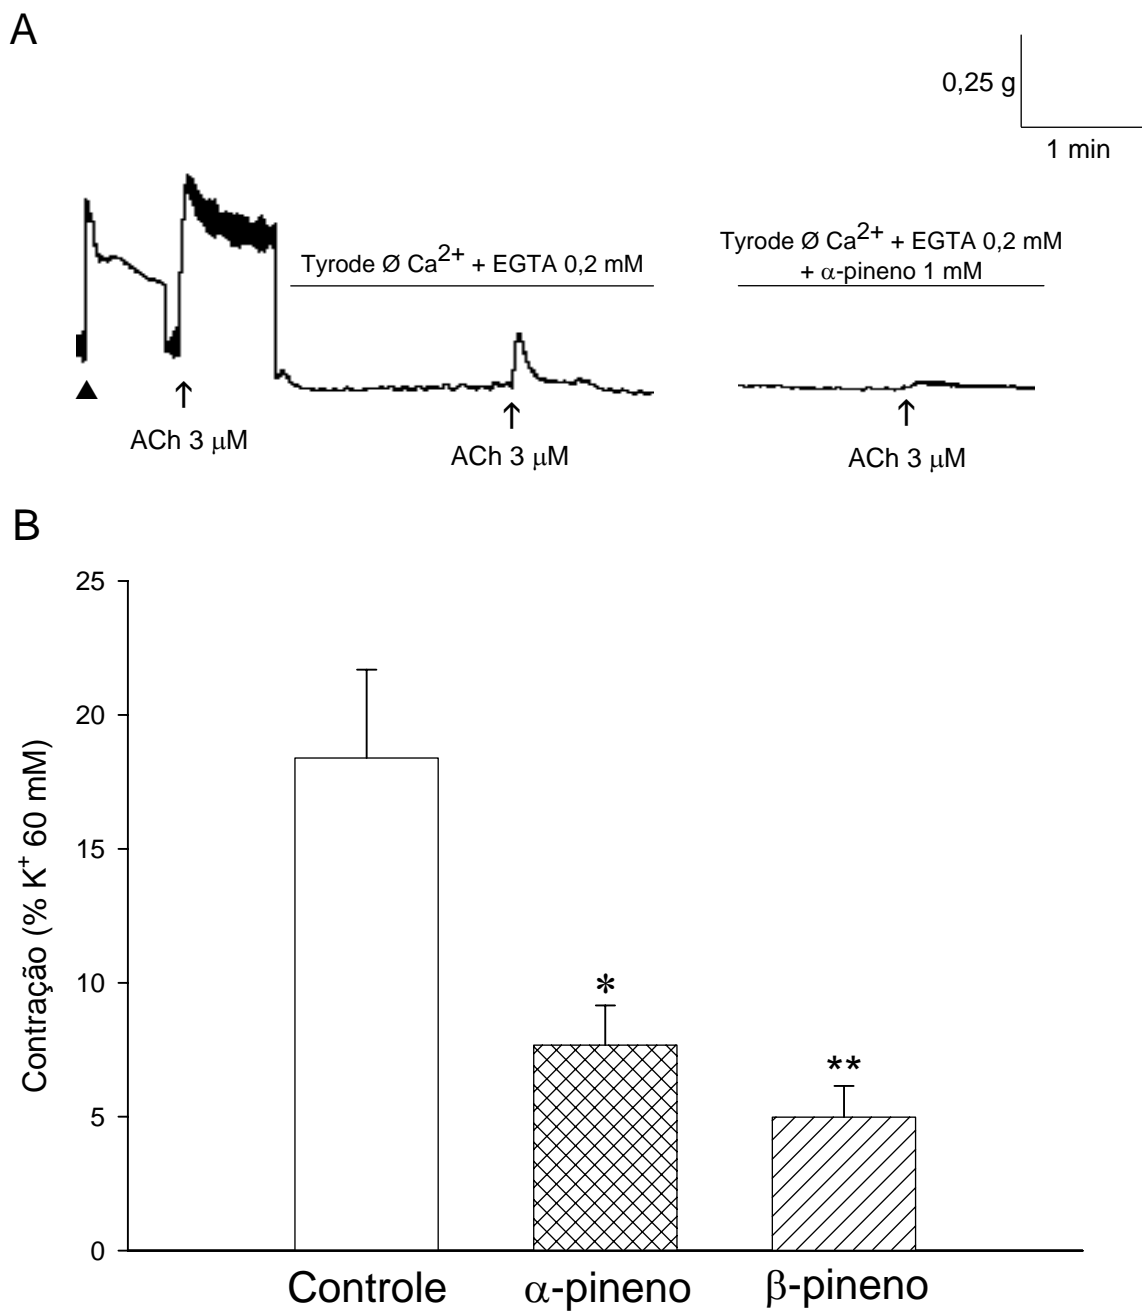 A
0,25 g
1 min
Tyrode Ø Ca²⁺ + EGTA 0,2 mM
Tyrode Ø Ca²⁺ + EGTA 0,2 mM
+ α-pineno 1 mM
ACh 3 μM
ACh 3 μM
ACh 3 μM
B
Contração (% K⁺ 60 mM)
25
20
15
10
5
0
*
**
Controle
α-pineno
β-pineno